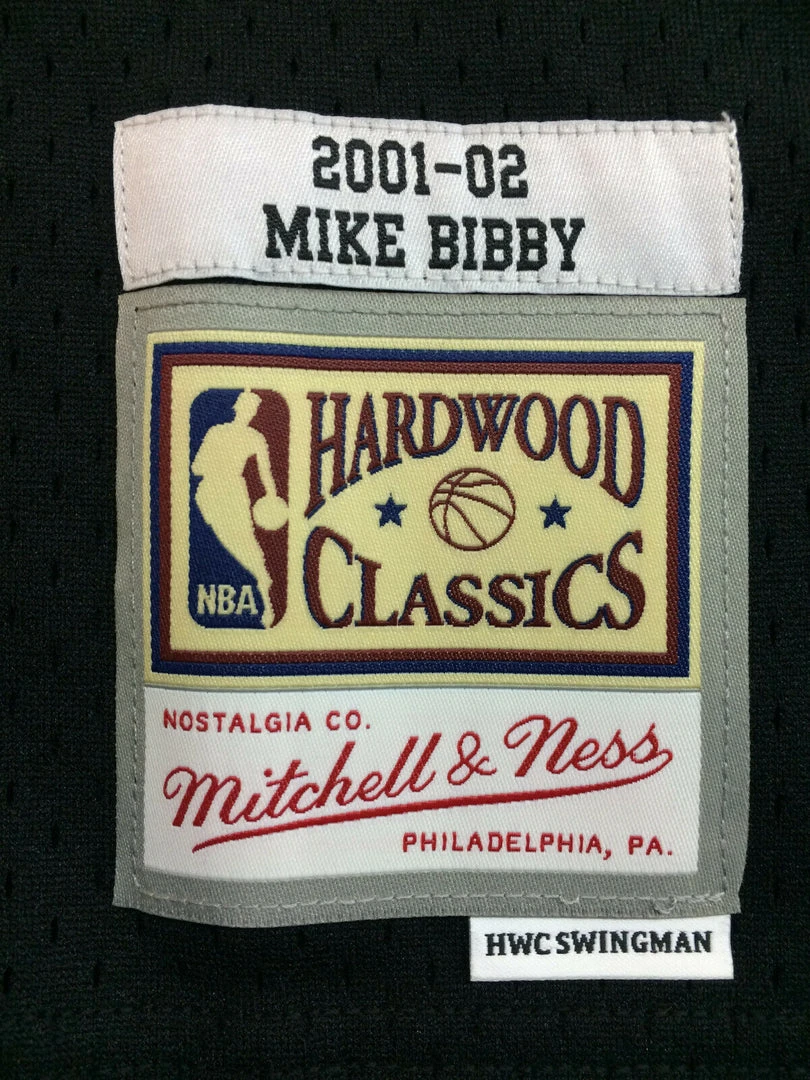 2001-02
MIKE BIBBY
HARDWOOD
CLASSICS
NBA
NOSTALGIA CO.
Mitchell & Ness
PHILADELPHIA, PA.
HWC SWINGMAN